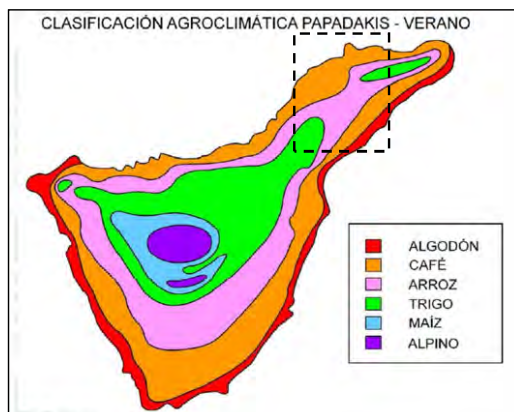 CLASIFICACIÓN AGROCLIMÁTICA PAPADAKIS - VERANO
ALGODÓN
CAFÉ
ARROZ
TRIGO
MAÍZ
ALPINO